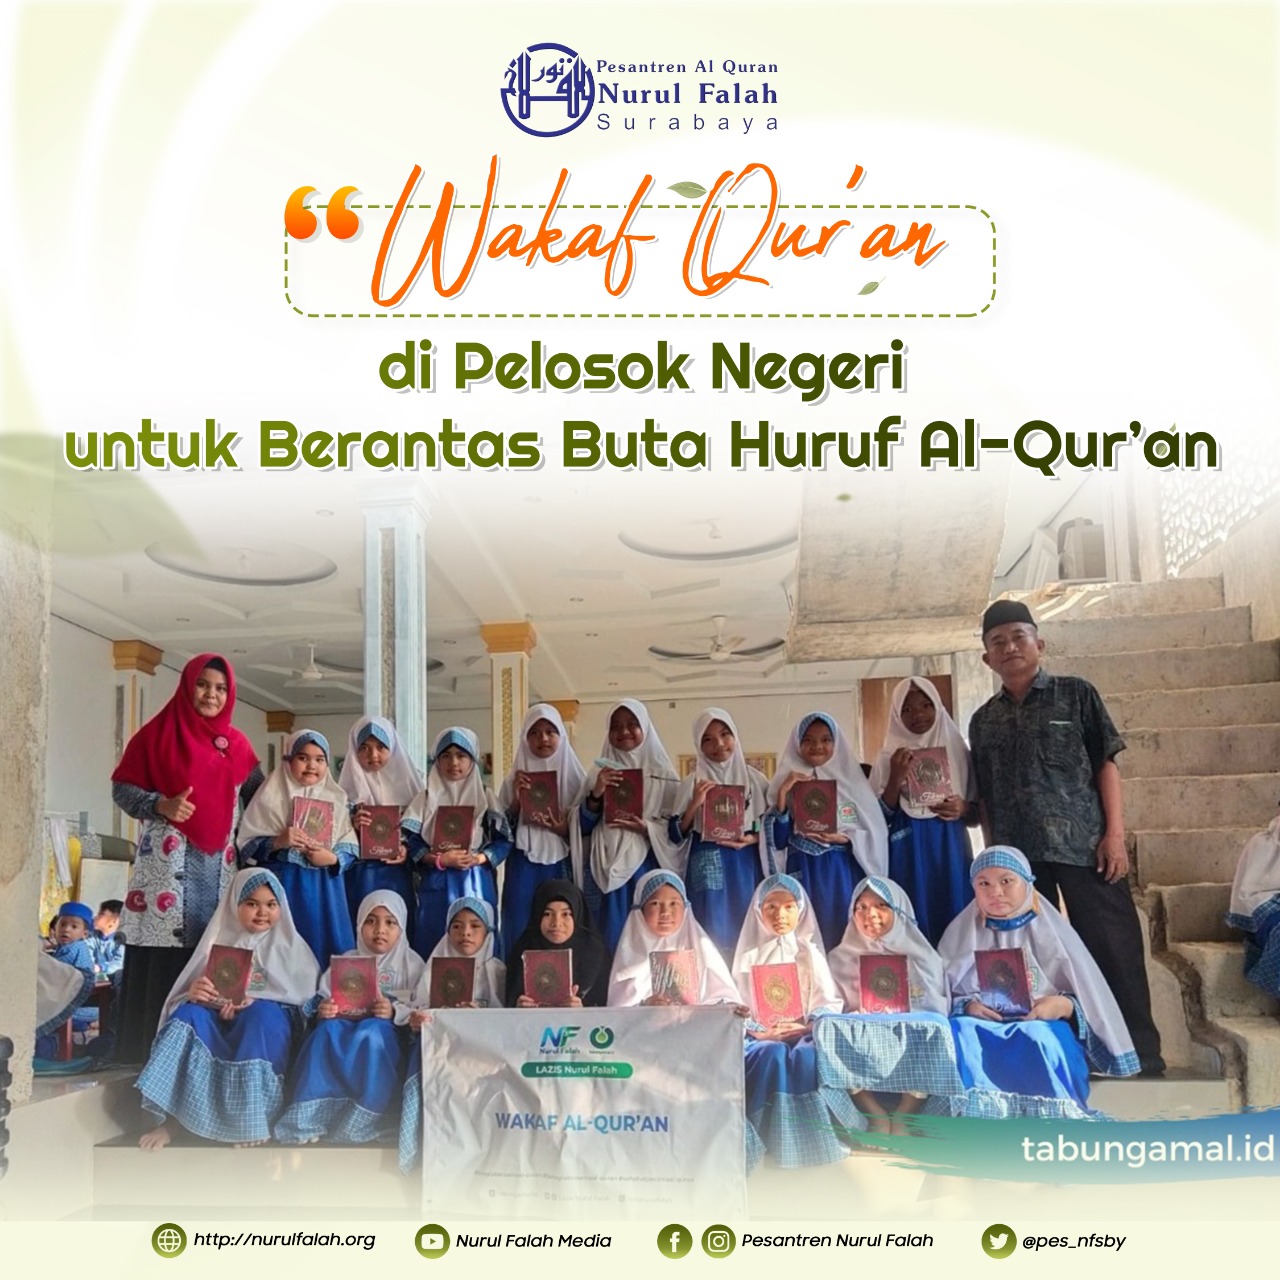 Pesantren Al Quran
Nurul Falah
Surabaya
“Wakaf Qur'an
di Pelosok Negeri
untuk Berantas Buta Huruf Al-Qur'an
NF
Nurul Falah
LAZIS Nurul Falah
WAKAF AL-QUR'AN
tabungamal.id
http://nurulfalah.org
Nurul Falah Media
Pesantren Nurul Falah
@pes_nfsby